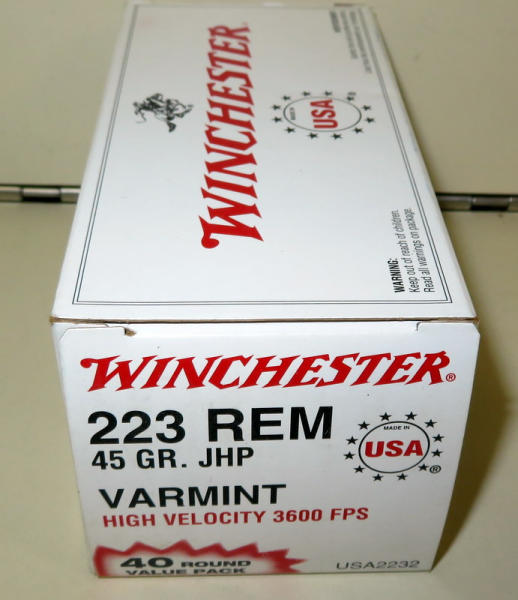 WINCHESTER
MADE IN
USA
®
WARNING:
Keep out of reach of children.
Read all warnings on package.
WINCHESTER®
223 REM
45 GR. JHP
MADE IN
USA
®
VARMINT
HIGH VELOCITY 3600 FPS
40 ROUND
VALUE PACK
USA2232